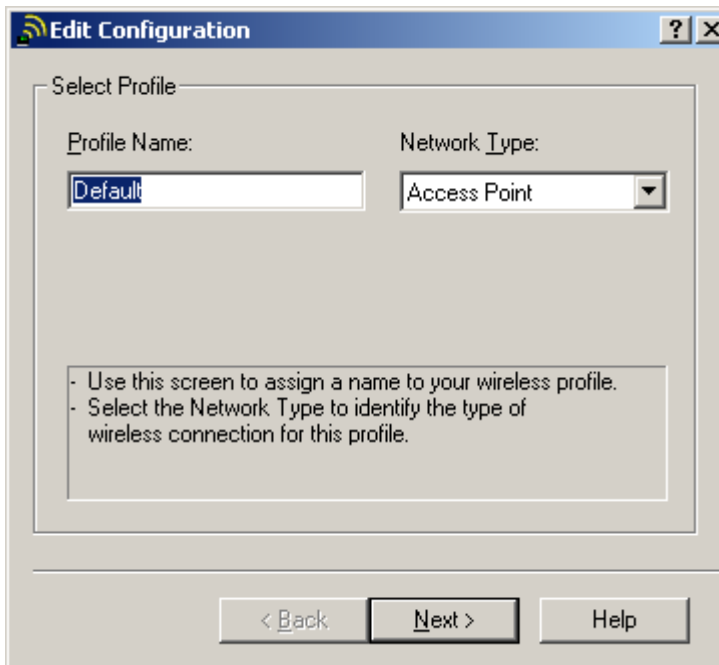 Edit Configuration
Select Profile
Profile Name:
Network Type:
Default
Access Point
- Use this screen to assign a name to your wireless profile.
- Select the Network Type to identify the type of
wireless connection for this profile.
< Back
Next >
Help